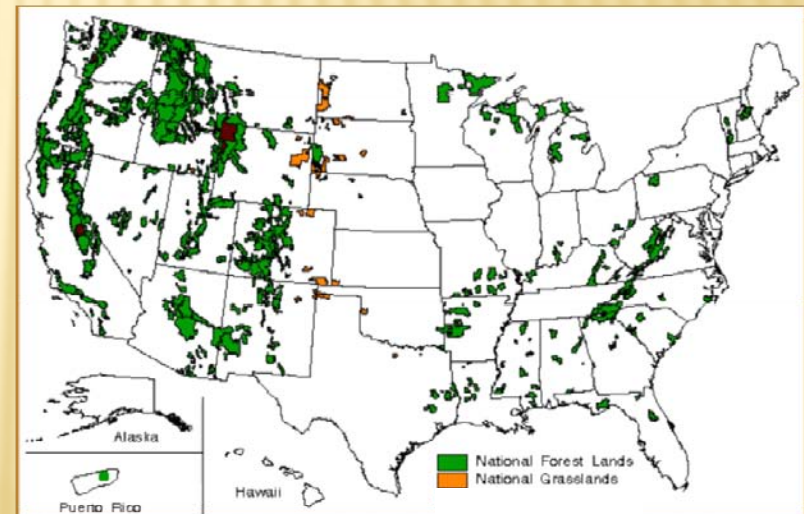 National Forest Lands
National Grasslands
Alaska
Hawaii
Puerto Rico